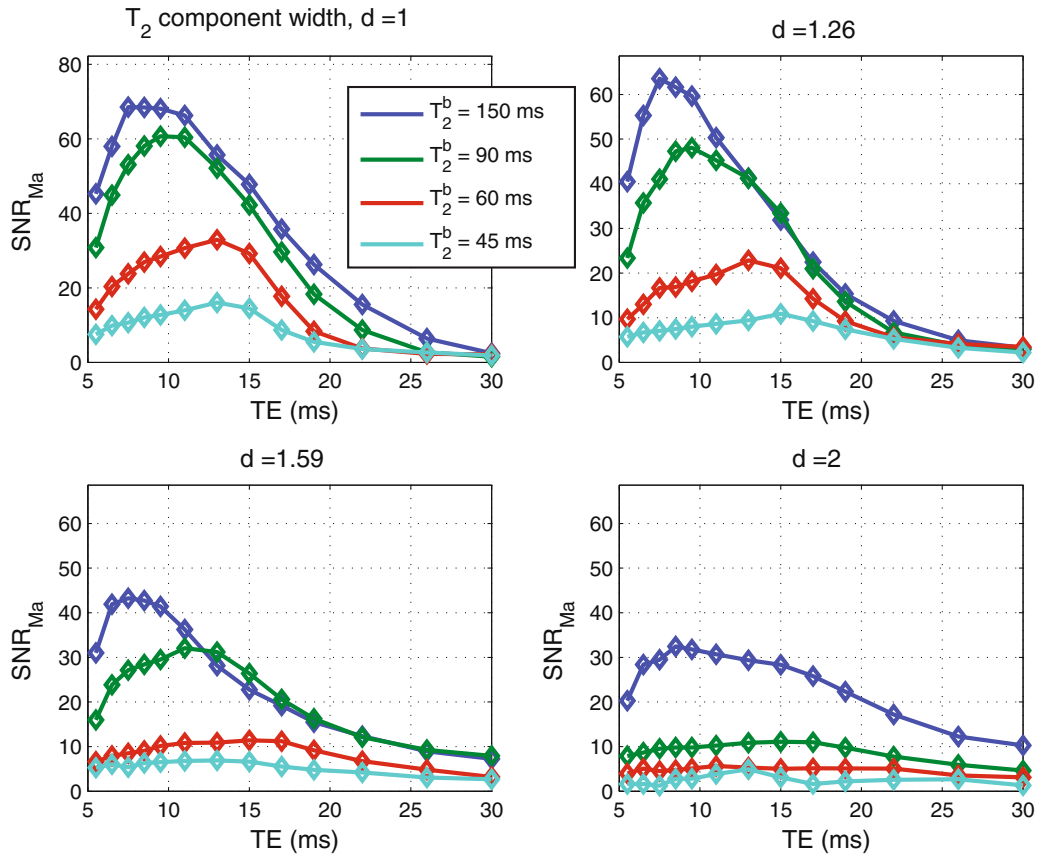 T₂ component width, d =1
80
60
40
20
0
SNR_Ma
5 10 15 20 25 30
TE (ms)
T₂ᵇ = 150 ms
T₂ᵇ = 90 ms
T₂ᵇ = 60 ms
T₂ᵇ = 45 ms
d =1.26
60
50
40
30
20
10
0
SNR_Ma
5 10 15 20 25 30
TE (ms)
d =1.59
60
50
40
30
20
10
0
SNR_Ma
5 10 15 20 25 30
TE (ms)
d =2
60
50
40
30
20
10
0
SNR_Ma
5 10 15 20 25 30
TE (ms)